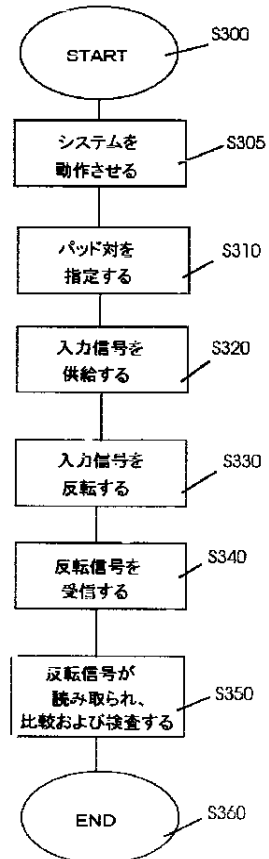 START
S300
システムを
動作させる
S305
パッド対を
指定する
S310
入力信号を
供給する
S320
入力信号を
反転する
S330
反転信号を
受信する
S340
反転信号が
読み取られ、
比較および検査する
S350
END
S360